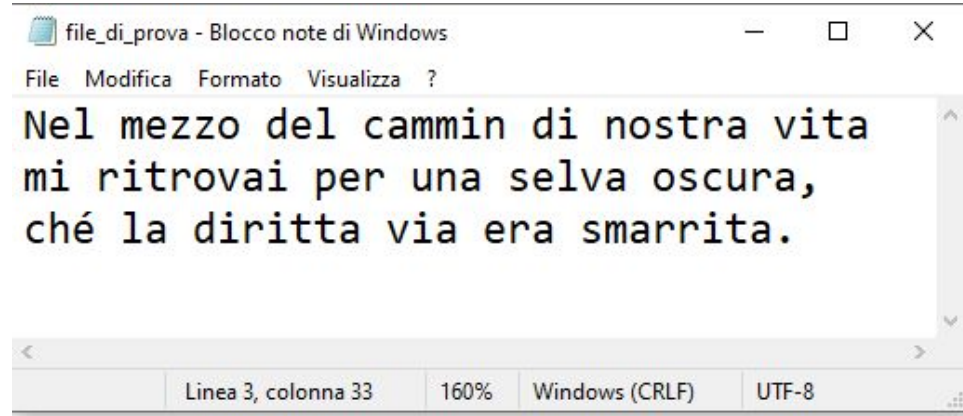 file_di_prova - Blocco note di Windows
File Modifica Formato Visualizza ?
Nel mezzo del cammin di nostra vita
mi ritrovai per una selva oscura,
ché la diritta via era smarrita.
Linea 3, colonna 33 160% Windows (CRLF) UTF-8